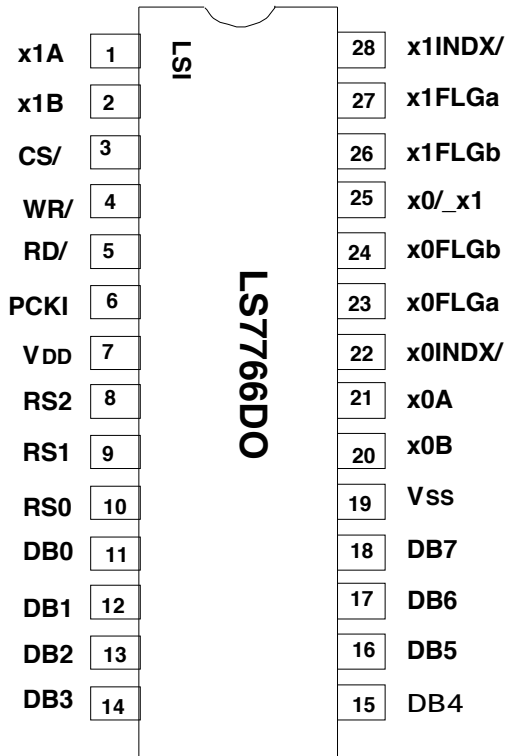 x1A 1 LSI 28 x1INDX/
x1B 2 27 x1FLGa
CS/ 3 26 x1FLGb
WR/ 4 25 x0/_x1
RD/ 5 24 x0FLGb
PCKI 6 23 x0FLGa
VDD 7 22 x0INDX/
RS2 8 21 x0A
RS1 9 20 x0B
RS0 10 19 VSS
DB0 11 18 DB7
DB1 12 17 DB6
DB2 13 16 DB5
DB3 14 15 DB4
LS7766DO